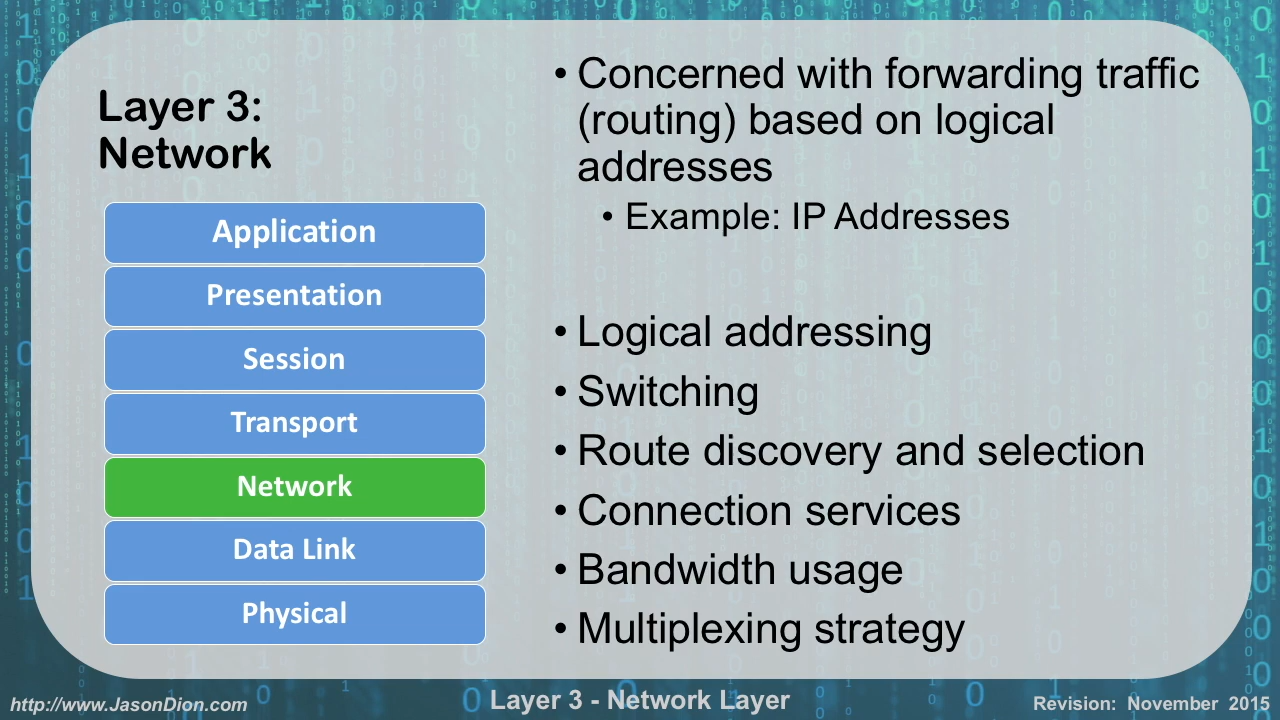 Layer 3:
Network
Application
Presentation
Session
Transport
Network
Data Link
Physical
• Concerned with forwarding traffic
(routing) based on logical
addresses
• Example: IP Addresses
• Logical addressing
• Switching
• Route discovery and selection
• Connection services
• Bandwidth usage
• Multiplexing strategy
http://www.JasonDion.com
Layer 3 - Network Layer
Revision: November 2015